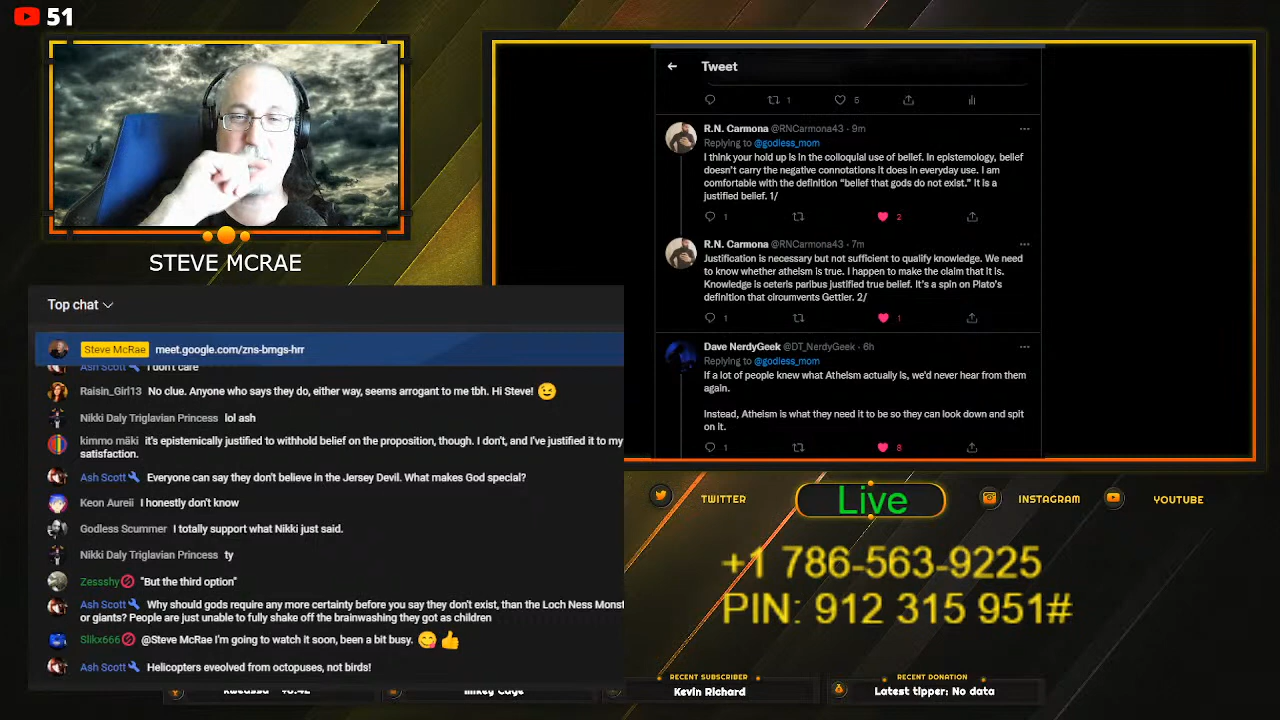 51
STEVE MCRAE
Top chat
Steve McRae meet.google.com/zns-bmgs-hrr
Ash Scott I don't care
Raisin_Girl13 No clue. Anyone who says they do, either way, seems arrogant to me tbh. Hi Steve! 😉
Nikki Daly Triglavian Princess lol ash
kimmo mäki it's epistemically justified to withhold belief on the proposition, though. I don't, and I've justified it to my
satisfaction.
Ash Scott Everyone can say they don't believe in the Jersey Devil. What makes God special?
Keon Aureii I honestly don't know
Godless Scummer I totally support what Nikki just said.
Nikki Daly Triglavian Princess ty
Zessshy "But the third option"
Ash Scott Why should gods require any more certainty before you say they don't exist, than the Loch Ness Monst
or giants? People are just unable to fully shake off the brainwashing they got as children
Slikx666 @Steve McRae I'm going to watch it soon, been a bit busy. 😋👍
Ash Scott Helicopters eveolved from octopuses, not birds!
Tweet
1 5
R.N. Carmona @RNCarmona43 · 9m
Replying to @godless_mom
I think your hold up is in the colloquial use of belief. In epistemology, belief
doesn't carry the negative connotations it does in everyday use. I am
comfortable with the definition "belief that gods do not exist." It is a
justified belief. 1/
1 2
R.N. Carmona @RNCarmona43 · 7m
Justification is necessary but not sufficient to qualify knowledge. We need
to know whether atheism is true. I happen to make the claim that it is.
Knowledge is ceteris paribus justified true belief. It's a spin on Plato's
definition that circumvents Gettier. 2/
1 1
Dave NerdyGeek @DT_NerdyGeek · 6h
Replying to @godless_mom
If a lot of people knew what Atheism actually is, we'd never hear from them
again.
Instead, Atheism is what they need it to be so they can look down and spit
on it.
1 8
TWITTER Live INSTAGRAM YOUTUBE
+1 786-563-9225
PIN: 912 315 951#
Mikey Cage
RECENT SUBSCRIBER
Kevin Richard
RECENT DONATION
Latest tipper: No data